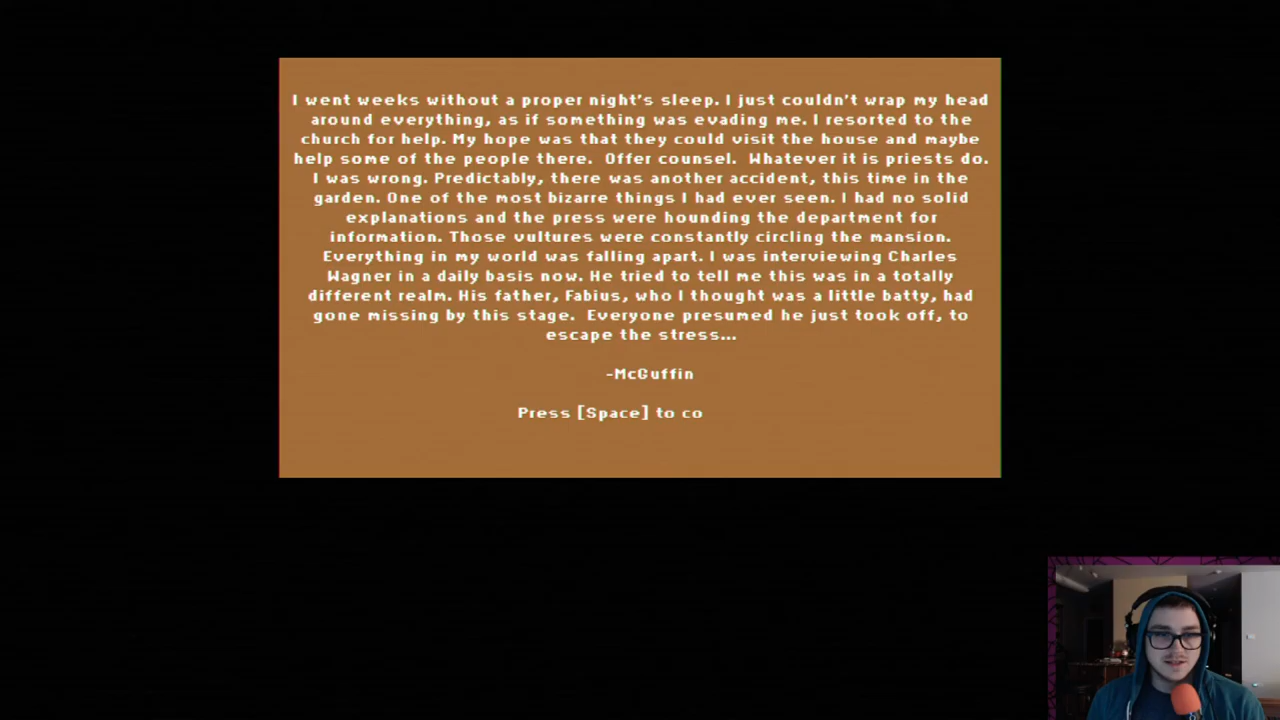 I went weeks without a proper night's sleep. I just couldn't wrap my head
around everything, as if something was evading me. I resorted to the
church for help. My hope was that they could visit the house and maybe
help some of the people there.  Offer counsel.  Whatever it is priests do.
I was wrong. Predictably, there was another accident, this time in the
garden. One of the most bizarre things I had ever seen. I had no solid
explanations and the press were hounding the department for
information. Those vultures were constantly circling the mansion.
Everything in my world was falling apart. I was interviewing Charles
Wagner in a daily basis now. He tried to tell me this was in a totally
different realm. His father, Fabius, who I thought was a little batty, had
gone missing by this stage.  Everyone presumed he just took off, to
escape the stress...
-McGuffin
Press [Space] to co